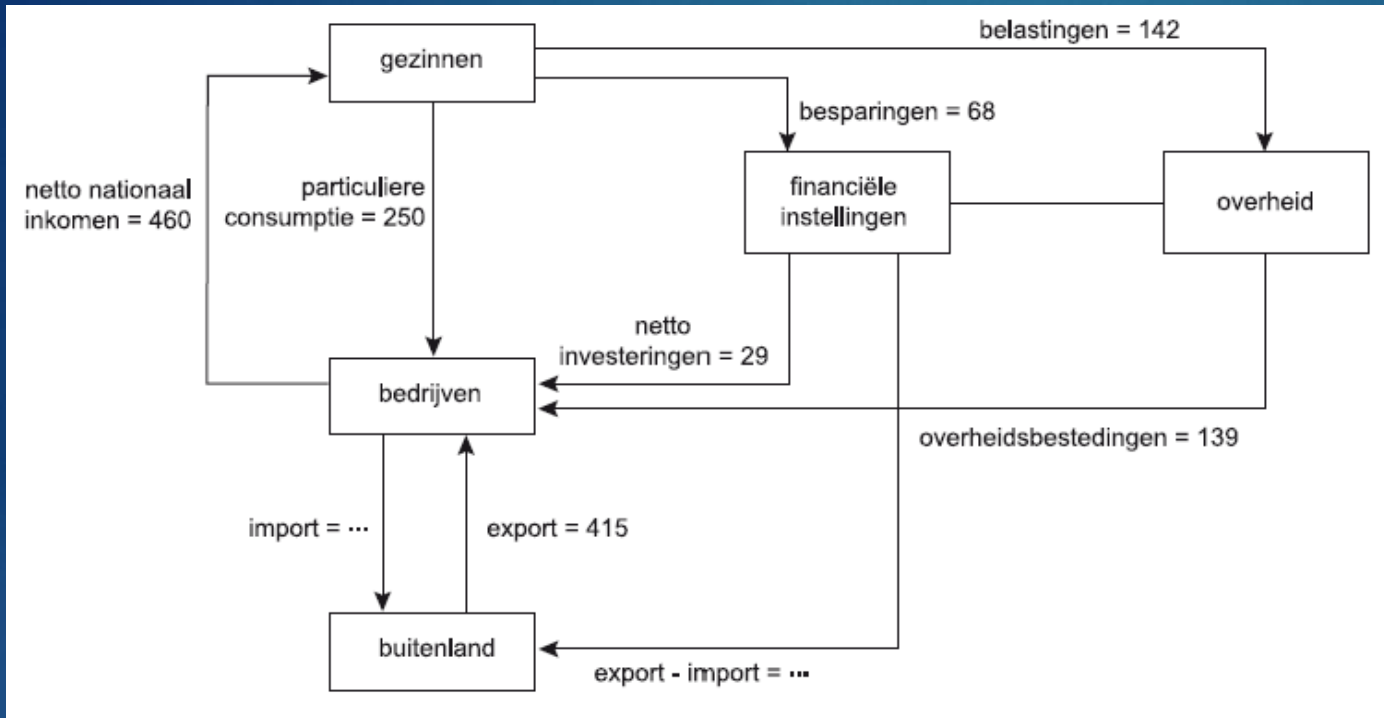 belastingen = 142
gezinnen
besparingen = 68
netto nationaal
inkomen = 460
particuliere
consumptie = 250
financiële
instellingen
overheid
netto
investeringen = 29
bedrijven
overheidsbestedingen = 139
import = ...
export = 415
buitenland
export - import = ...